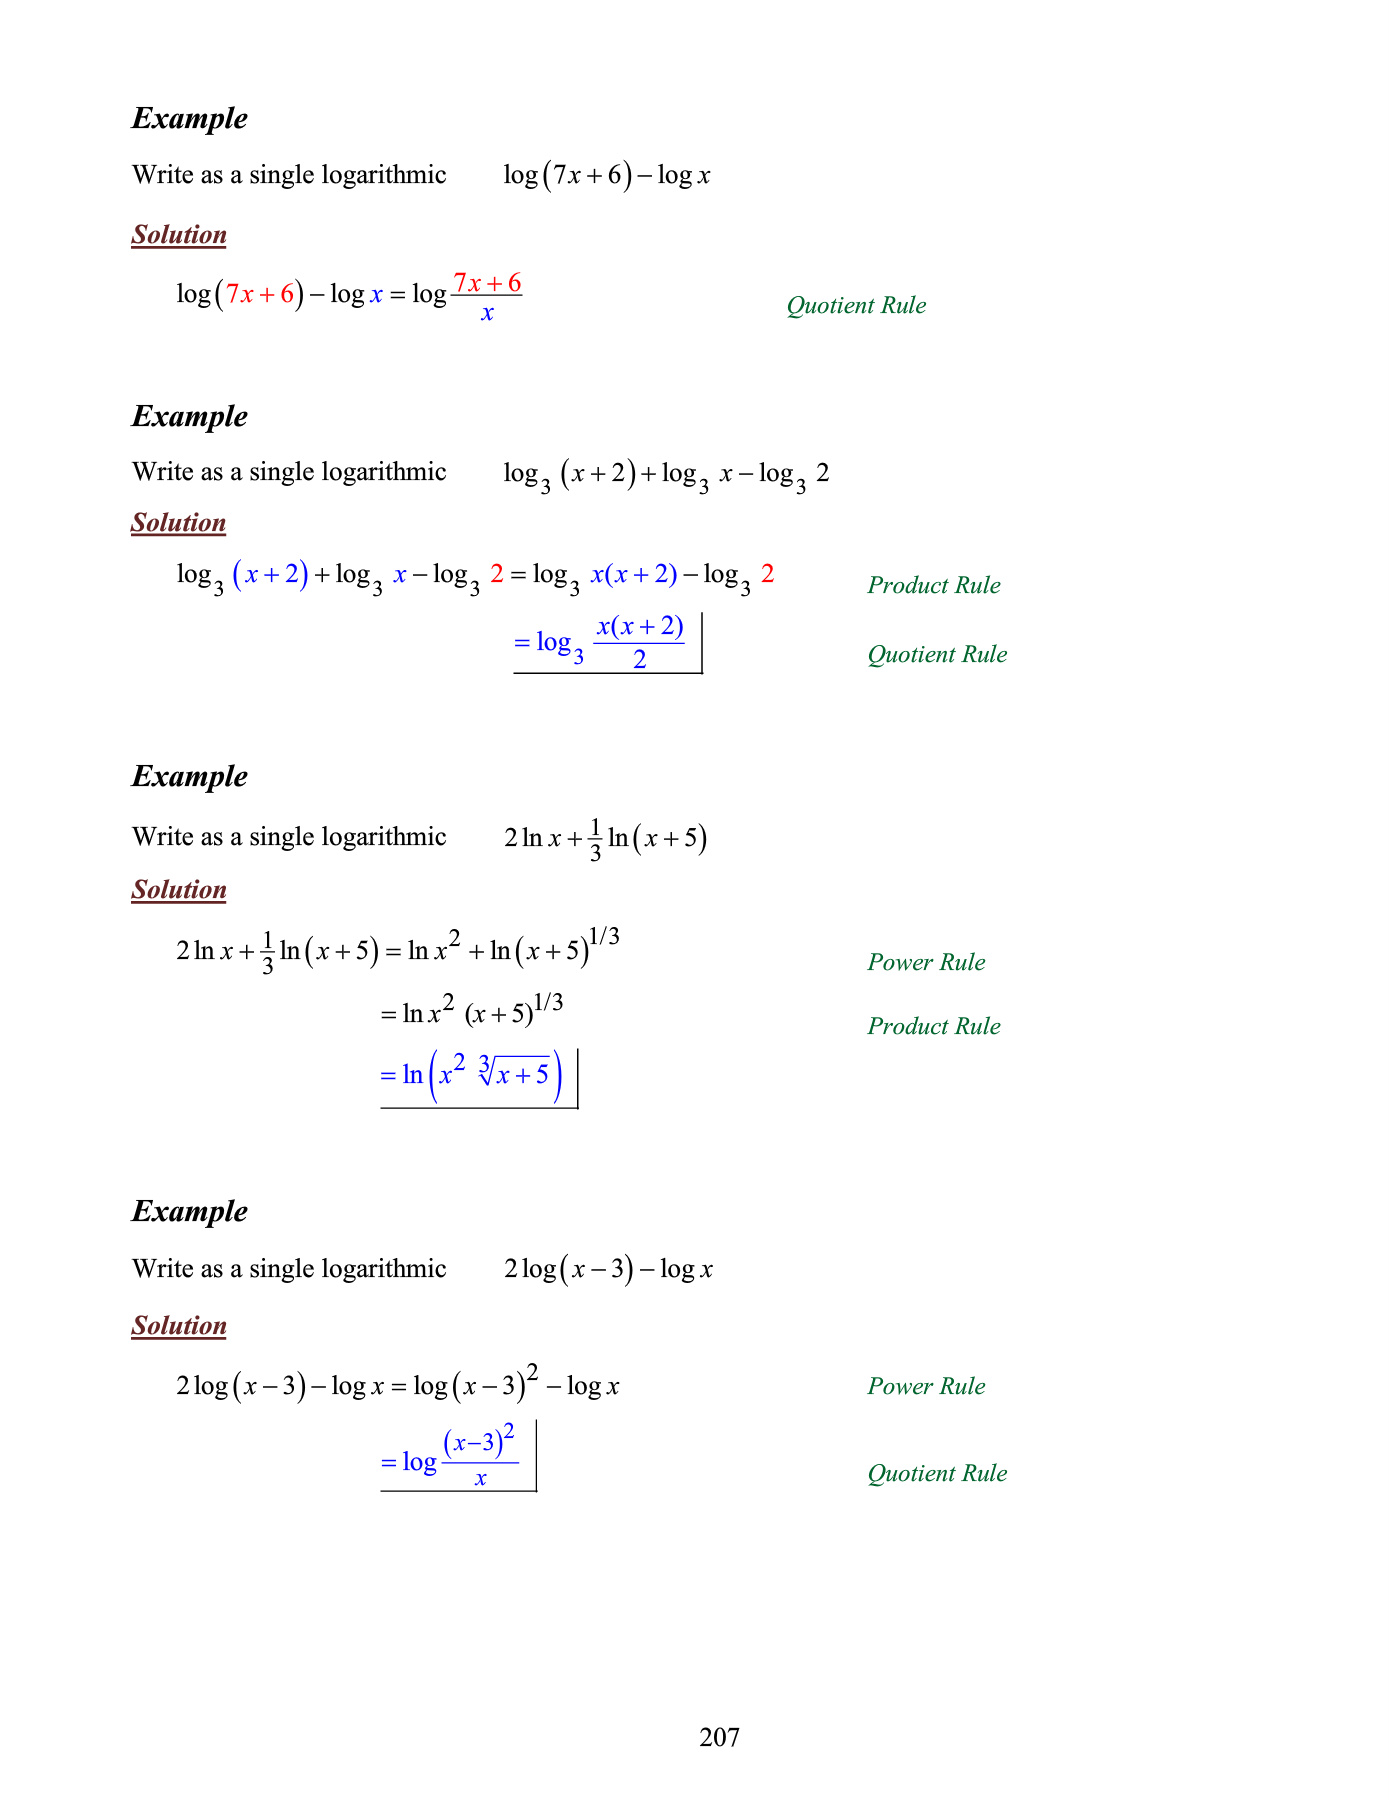 Example
Write as a single logarithmic log(7x + 6) − log x
Solution
log(7x + 6) − log x = log \frac{7x + 6}{x} Quotient Rule
Example
Write as a single logarithmic log_3 (x + 2) + log_3 x − log_3 2
Solution
log_3 (x + 2) + log_3 x − log_3 2 = log_3 x(x + 2) − log_3 2 Product Rule
= log_3 \frac{x(x + 2)}{2} Quotient Rule
Example
Write as a single logarithmic 2 ln x + \frac{1}{3} ln(x + 5)
Solution
2 ln x + \frac{1}{3} ln(x + 5) = ln x^2 + ln(x + 5)^{1/3} Power Rule
= ln x^2 (x + 5)^{1/3} Product Rule
= ln(x^2 \sqrt[3]{x + 5})
Example
Write as a single logarithmic 2 log(x − 3) − log x
Solution
2 log(x − 3) − log x = log(x − 3)^2 − log x Power Rule
= log \frac{(x−3)^2}{x} Quotient Rule
207